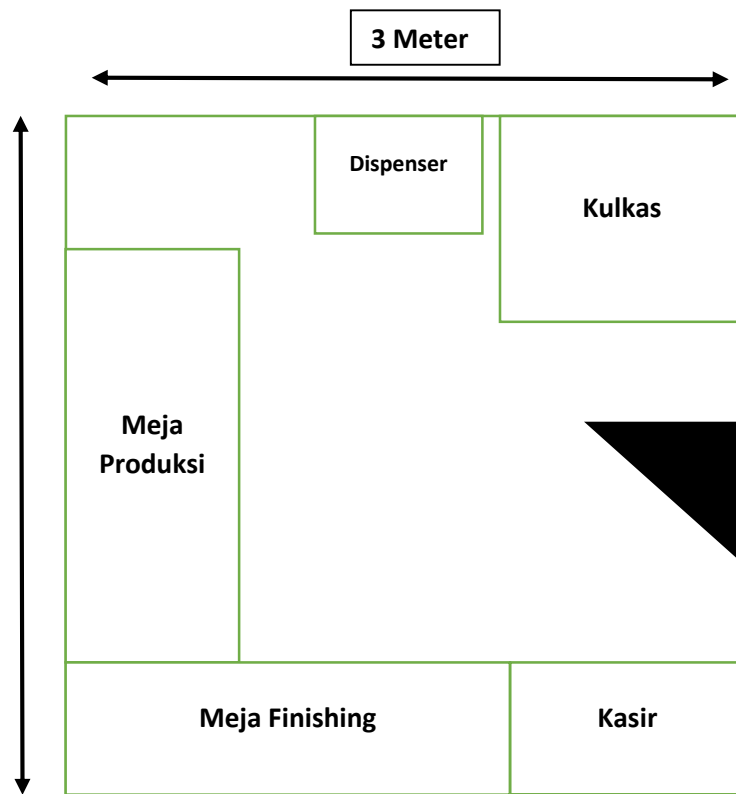 3 Meter
Dispenser
Kulkas
Meja
Produksi
Meja Finishing
Kasir